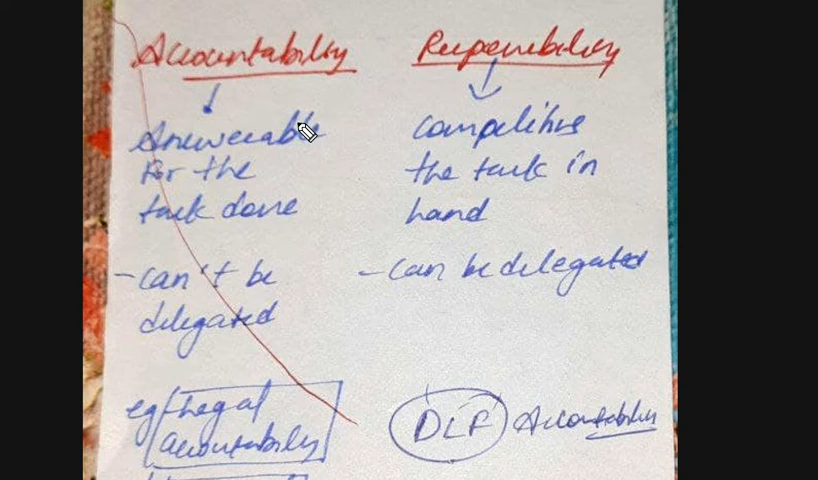 Accountability
Responsibility
Answerable
for the
task done
completing
the task in
hand
- can't be
delegated
- can be delegated
eg Legal
accountability
DLF Accountability